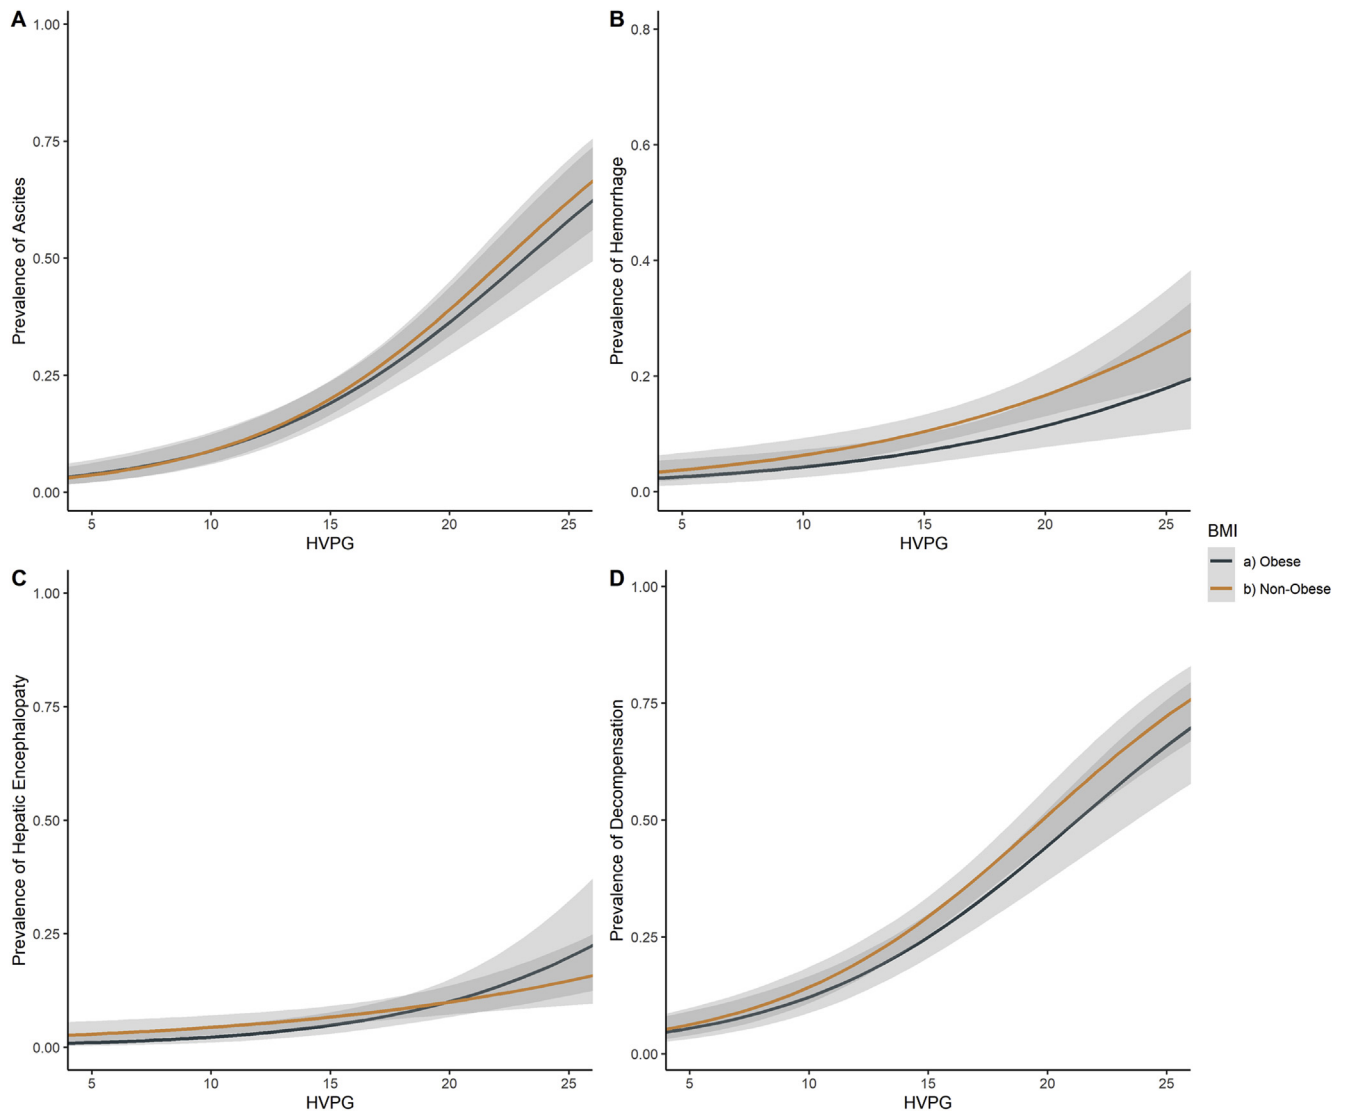 A
1.00
0.75
0.50
0.25
0.00
Prevalence of Ascites
5 10 15 20 25
HVPG
B
0.8
0.6
0.4
0.2
0.0
Prevalence of Hemorrhage
5 10 15 20 25
HVPG
BMI
a) Obese
b) Non-Obese
C
1.00
0.75
0.50
0.25
0.00
Prevalence of Hepatic Encephalopaty
5 10 15 20 25
HVPG
D
1.00
0.75
0.50
0.25
0.00
Prevalence of Decompensation
5 10 15 20 25
HVPG